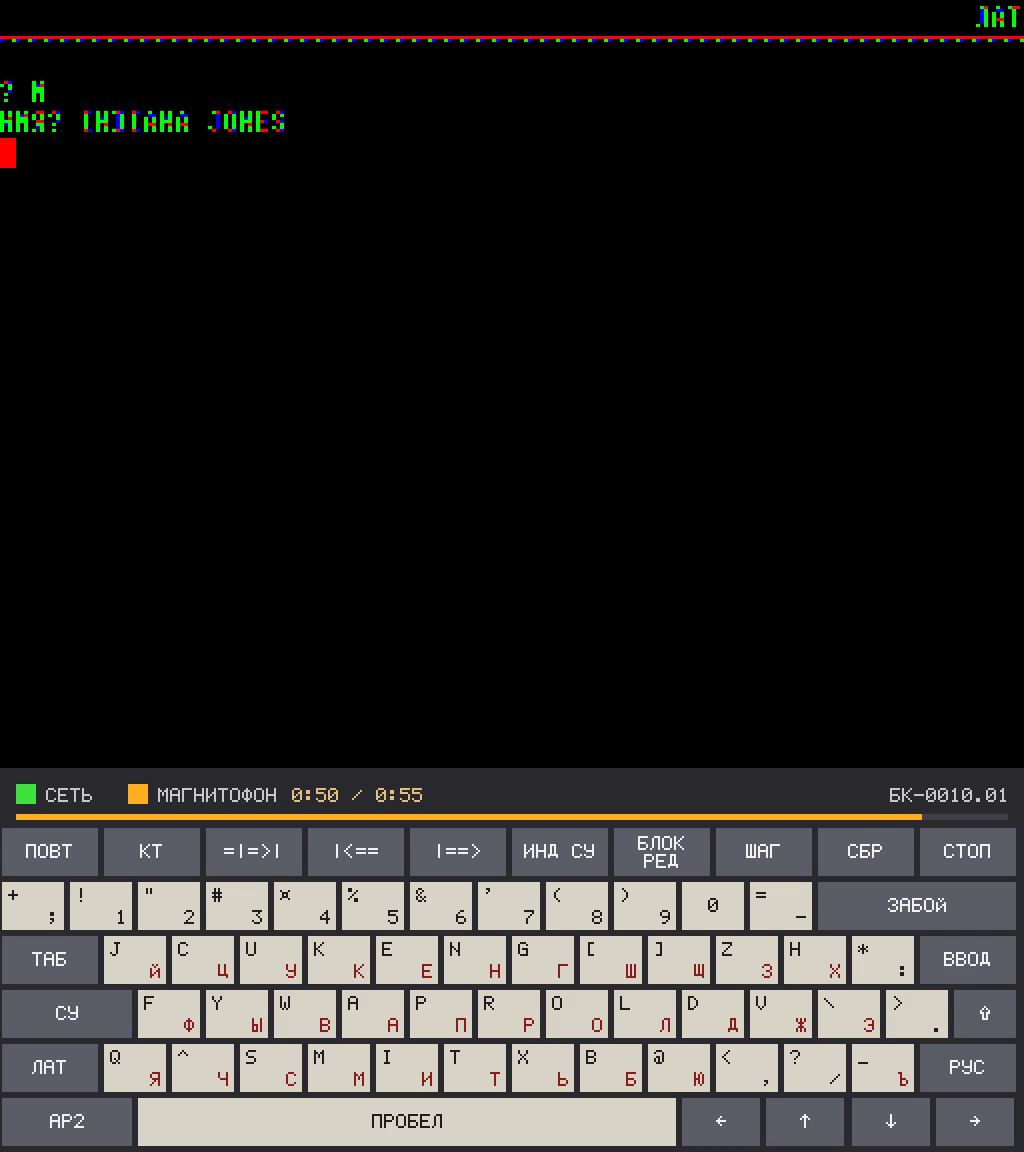 ЛАТ
? M
ИМЯ? INDIANA JONES
СЕТЬ МАГНИТОФОН 0:50 / 0:55 БК-0010.01
ПОВТ КТ =|=>| |<== |==> ИНД СУ БЛОК РЕД ШАГ СБР СТОП
+ ; ! 1 " 2 # 3 ¤ 4 % 5 & 6 ' 7 ( 8 ) 9 0 = - ЗАБОЙ
ТАБ J Й C Ц U У K К E Е N Н G Г [ Ш ] Щ Z З H Х * : ВВОД
СУ F Ф Y Ы W В A А P П R Р O О L Л D Д V Ж \ Э > . ⇧
ЛАТ Q Я ^ Ч S С M М I И T Т X Ь B Б @ Ю < , ? / _ Ъ РУС
АР2 ПРОБЕЛ ← ↑ ↓ →